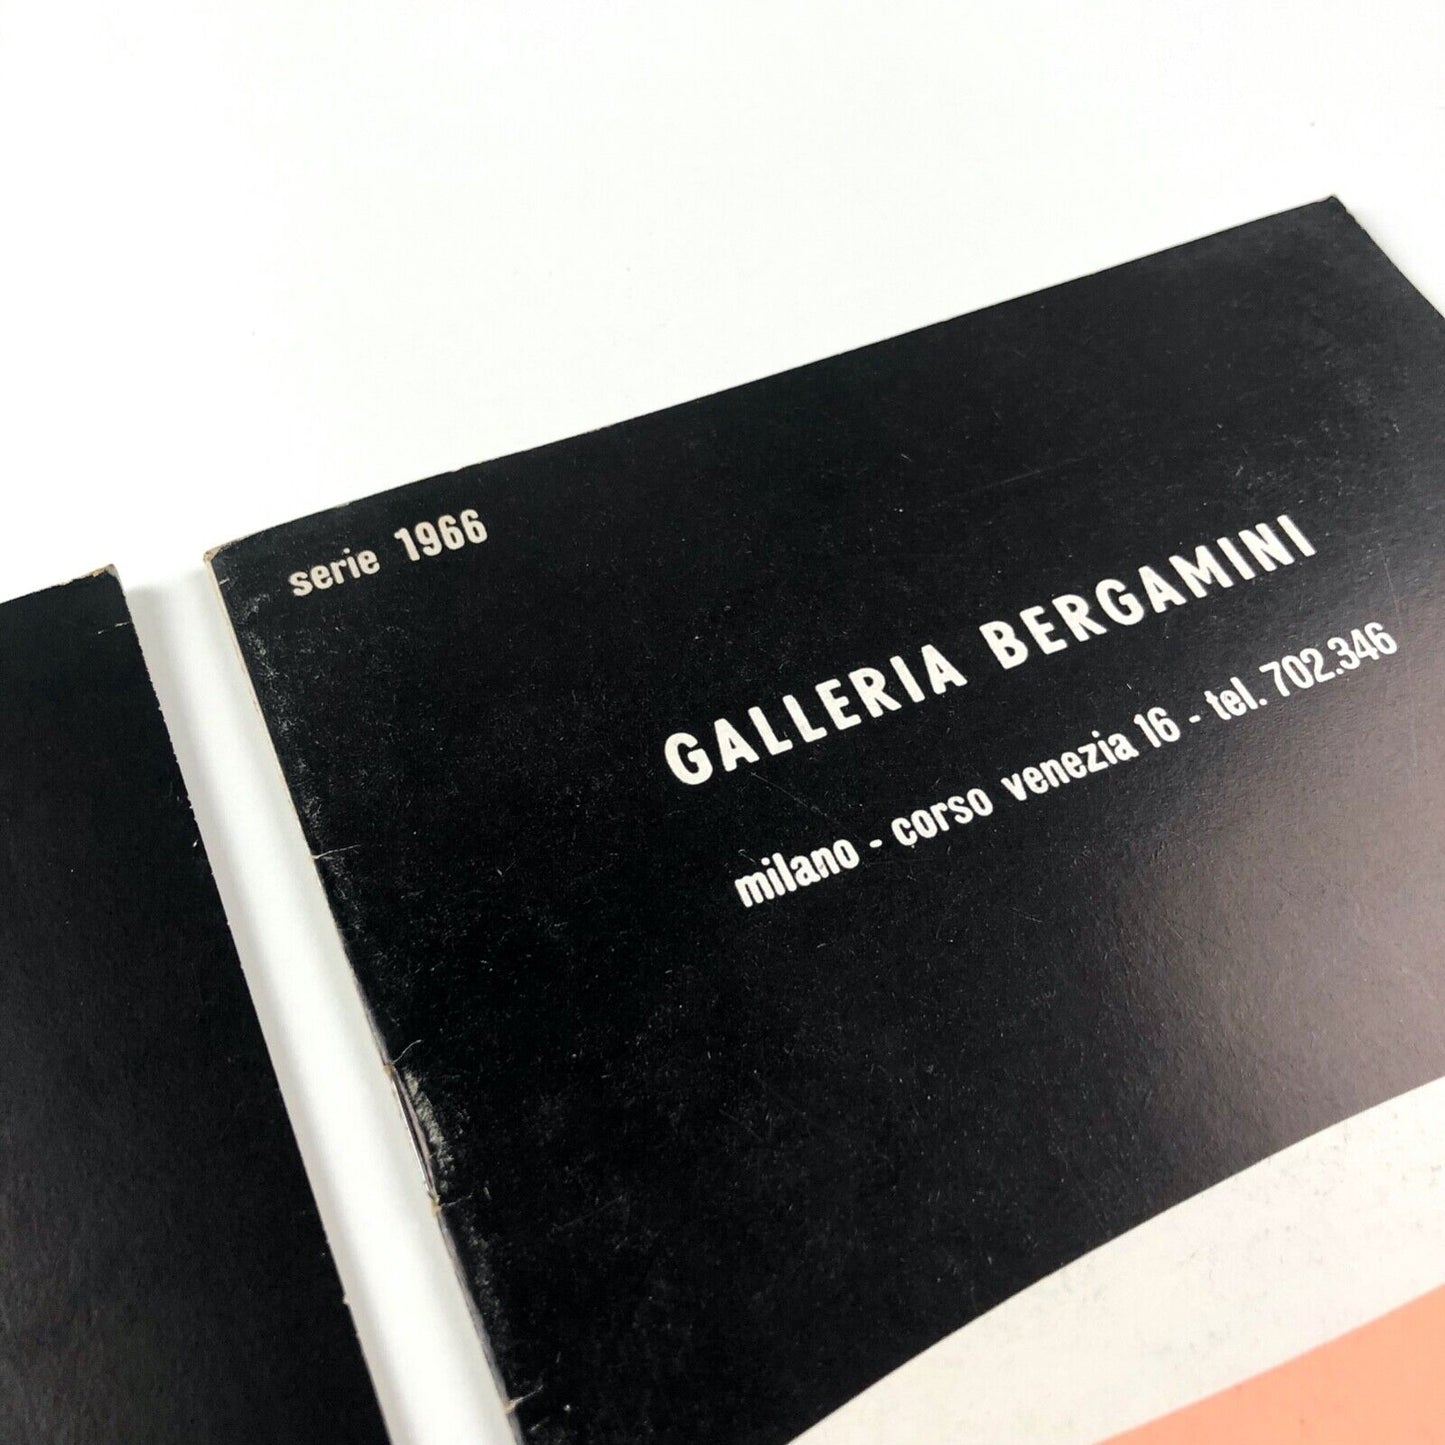 serie 1966
GALLERIA BERGAMINI
milano - corso venezia 16 - tel. 702.346